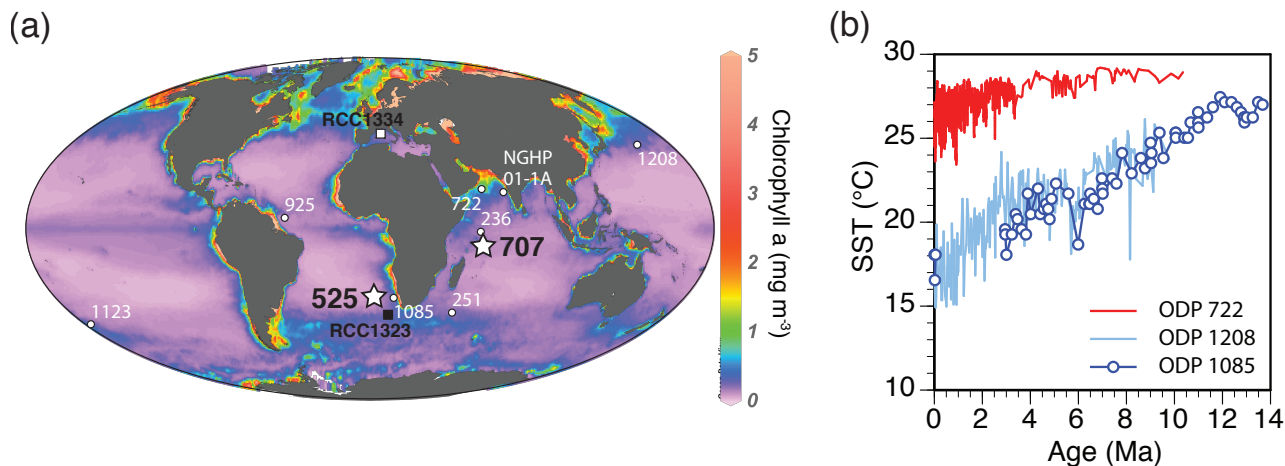 (a)
RCC1334
NGHP
01-1A
1208
722
925
236
707
525
1085
251
1123
RCC1323
5
4
3
2
1
0
Chlorophyll a (mg m-3)
(b)
30
25
20
15
10
SST (°C)
ODP 722
ODP 1208
ODP 1085
0 2 4 6 8 10 12 14
Age (Ma)